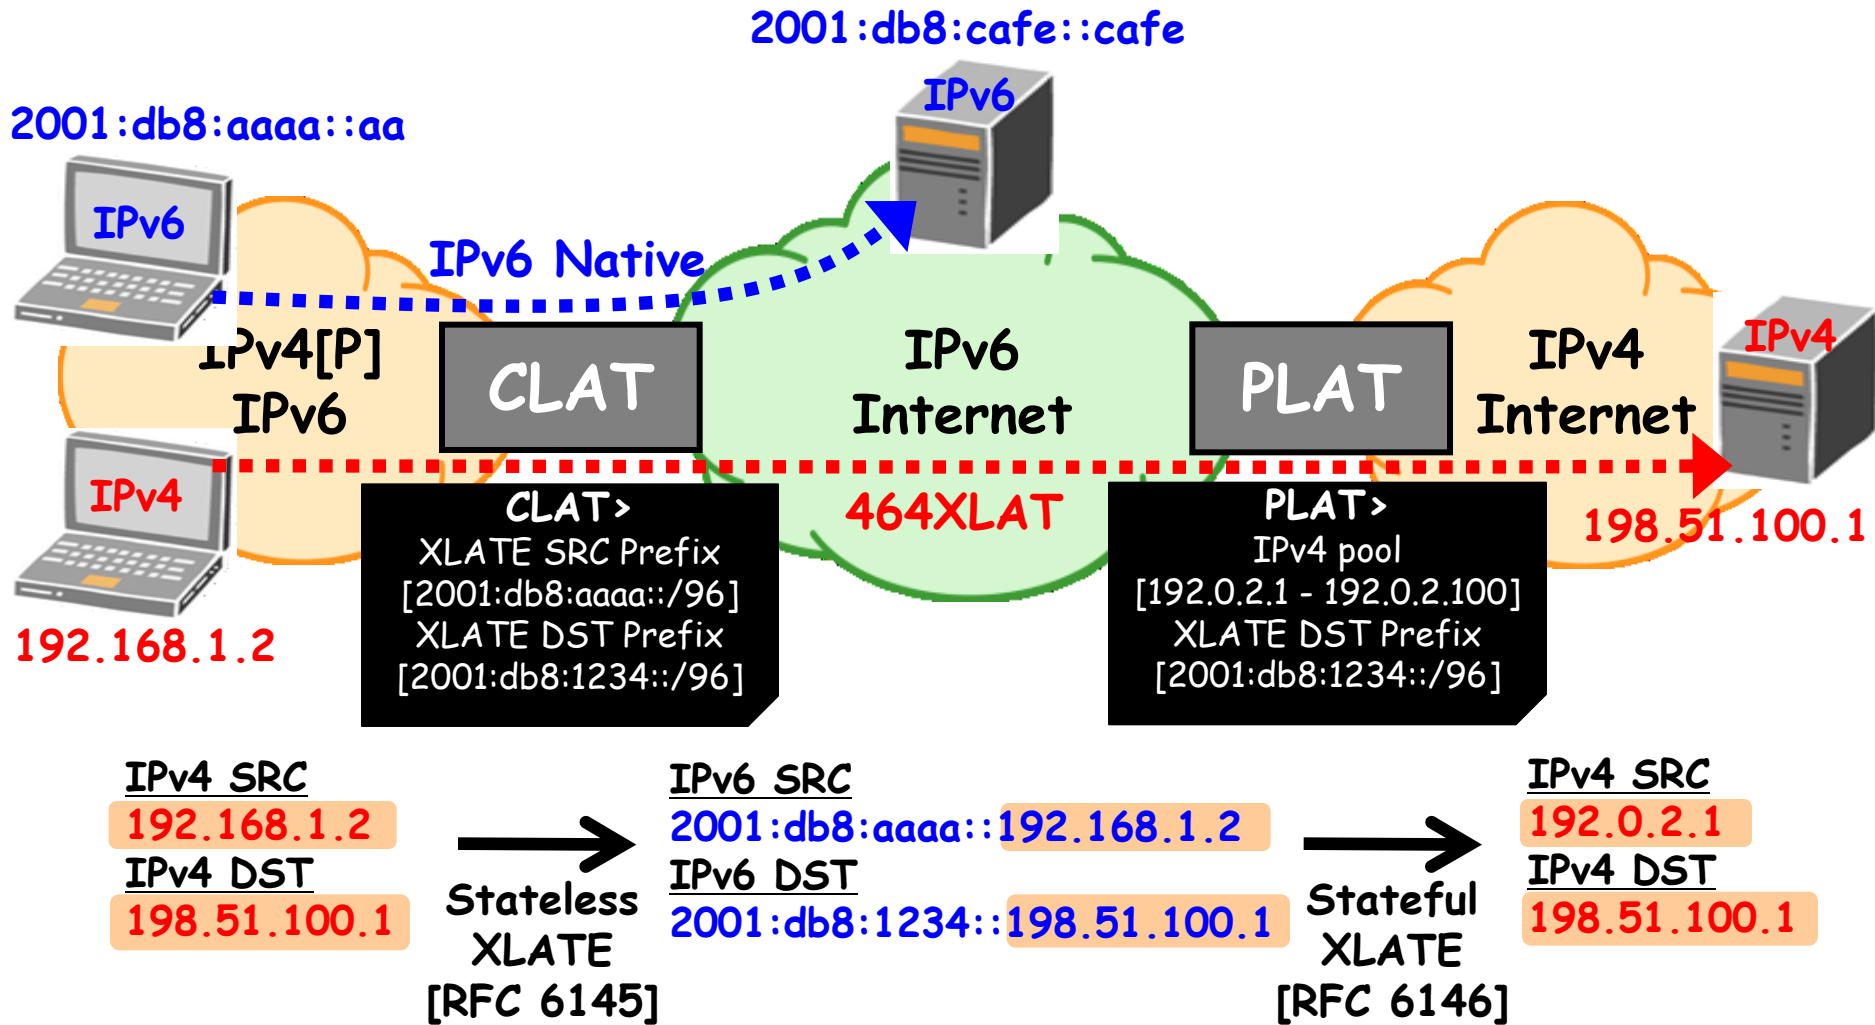 2001:db8:cafe::cafe
IPv6
2001:db8:aaaa::aa
IPv6
IPv6 Native
IPv4[P]
IPv6
CLAT
IPv6
Internet
PLAT
IPv4
Internet
IPv4
IPv4
192.168.1.2
464XLAT
198.51.100.1
CLAT>
XLATE SRC Prefix
[2001:db8:aaaa::/96]
XLATE DST Prefix
[2001:db8:1234::/96]
PLAT>
IPv4 pool
[192.0.2.1 - 192.0.2.100]
XLATE DST Prefix
[2001:db8:1234::/96]
IPv4 SRC
192.168.1.2
IPv4 DST
198.51.100.1
Stateless
XLATE
[RFC 6145]
IPv6 SRC
2001:db8:aaaa::192.168.1.2
IPv6 DST
2001:db8:1234::198.51.100.1
Stateful
XLATE
[RFC 6146]
IPv4 SRC
192.0.2.1
IPv4 DST
198.51.100.1